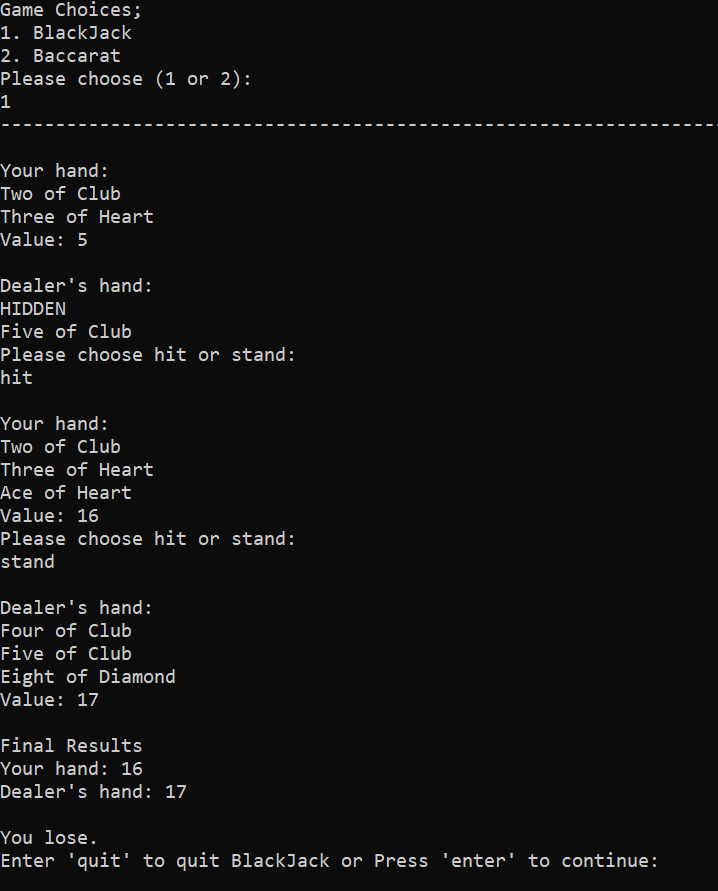 Game Choices;
1. BlackJack
2. Baccarat
Please choose (1 or 2):
1
-----------------------------------------------------------------
Your hand:
Two of Club
Three of Heart
Value: 5
Dealer's hand:
HIDDEN
Five of Club
Please choose hit or stand:
hit
Your hand:
Two of Club
Three of Heart
Ace of Heart
Value: 16
Please choose hit or stand:
stand
Dealer's hand:
Four of Club
Five of Club
Eight of Diamond
Value: 17
Final Results
Your hand: 16
Dealer's hand: 17
You lose.
Enter 'quit' to quit BlackJack or Press 'enter' to continue: